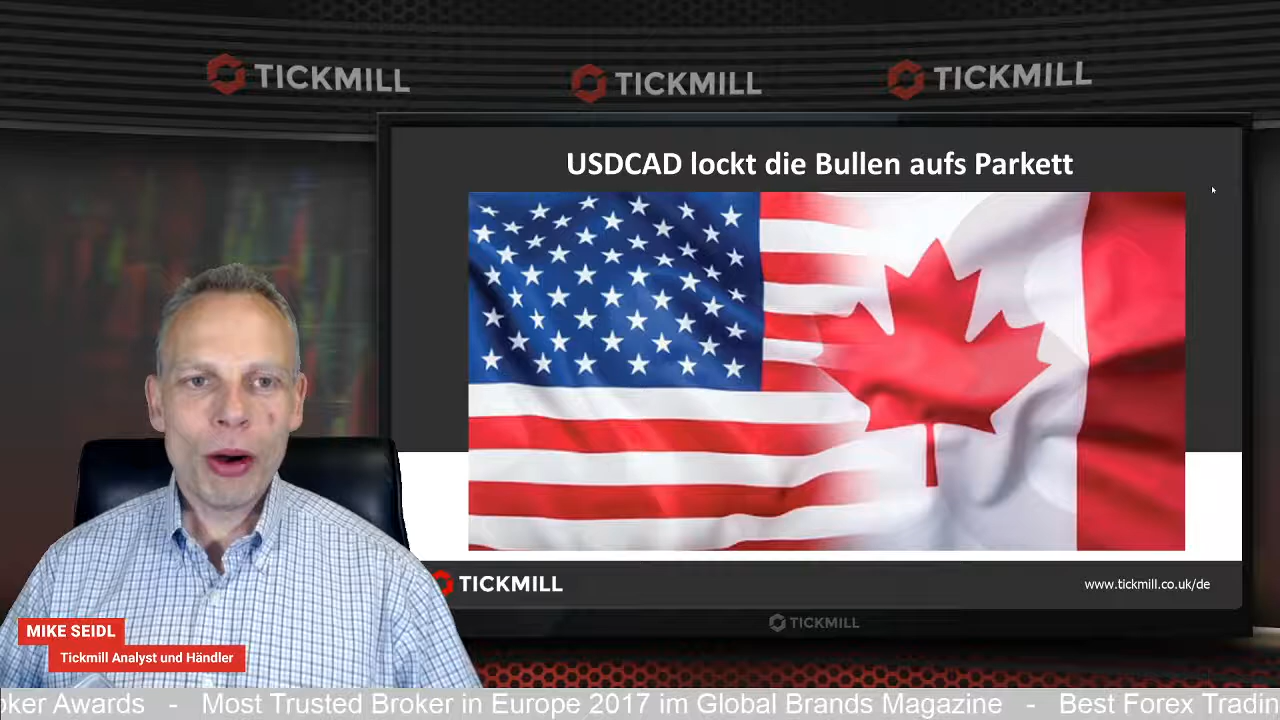 TICKMILL
TICKMILL
TICKMILL
USDCAD lockt die Bullen aufs Parkett
TICKMILL
www.tickmill.co.uk/de
TICKMILL
MIKE SEIDL
Tickmill Analyst und Händler
oker Awards - Most Trusted Broker in Europe 2017 im Global Brands Magazine - Best Forex Tradin